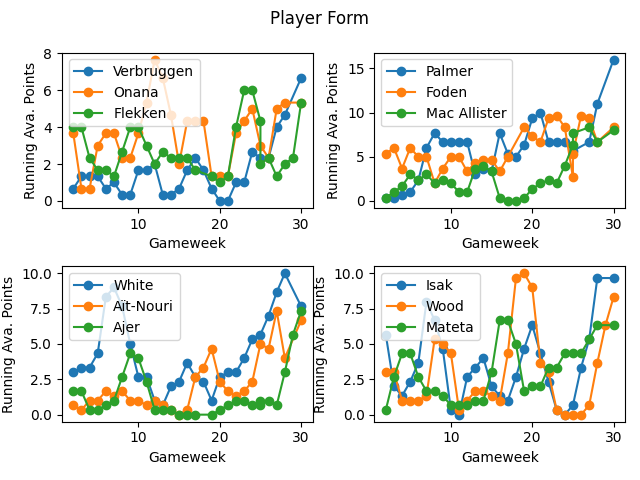 Player Form
Running Ava. Points
8
6
4
2
0
Verbruggen
Onana
Flekken
10
20
30
Gameweek
Running Ava. Points
15
10
5
0
Palmer
Foden
Mac Allister
10
20
30
Gameweek
Running Ava. Points
10.0
7.5
5.0
2.5
0.0
White
Aït-Nouri
Ajer
10
20
30
Gameweek
Running Ava. Points
10.0
7.5
5.0
2.5
0.0
Isak
Wood
Mateta
10
20
30
Gameweek